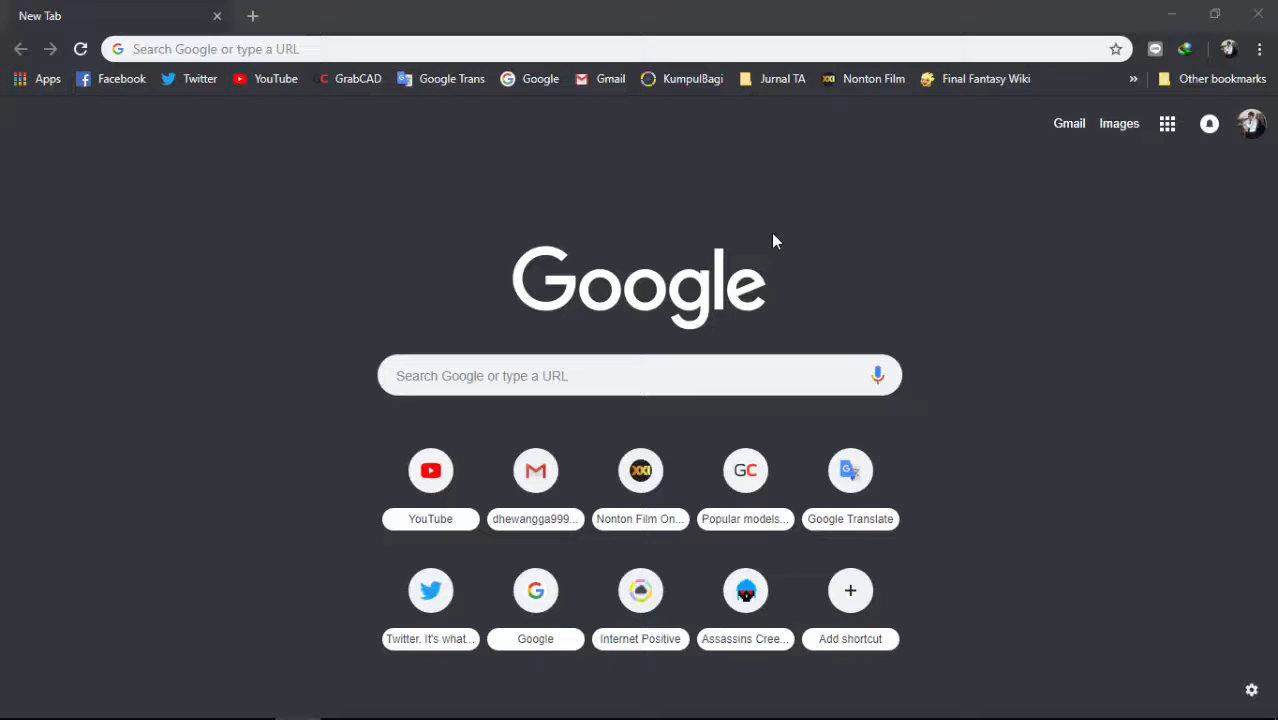 New Tab
Search Google or type a URL
Apps Facebook Twitter YouTube GrabCAD Google Trans Google Gmail KumpulBagi Jurnal TA Nonton Film Final Fantasy Wiki » Other bookmarks
Gmail Images
Google
Search Google or type a URL
XXI GC
YouTube dhewangga999... Nonton Film On... Popular models... Google Translate
Twitter. It's what... Google Internet Positive Assassins Cree... Add shortcut